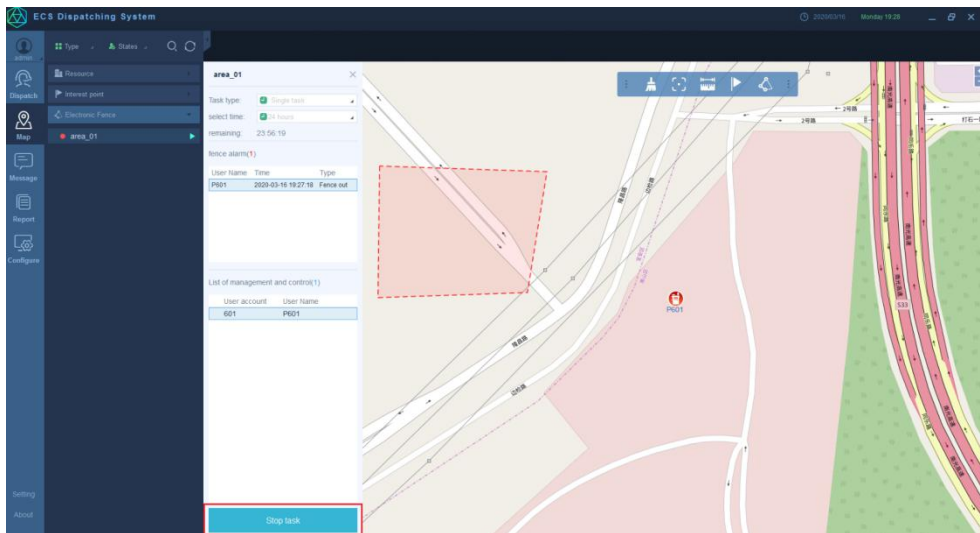 ECS Dispatching System
2020/03/16 Monday 19:28
admin
Type
States
Dispatch
Map
Message
Report
Configure
Setting
About
Resource
Interest point
Electronic Fence
area_01
area_01
Task type: Single task
select time: 24 hours
remaining: 23:56:19
fence alarm(1)
User Name Time Type
P601 2020-03-16 19:27:18 Fence out
List of management and control(1)
User account User Name
601 P601
Stop task
P601
S33
2号路
2号路